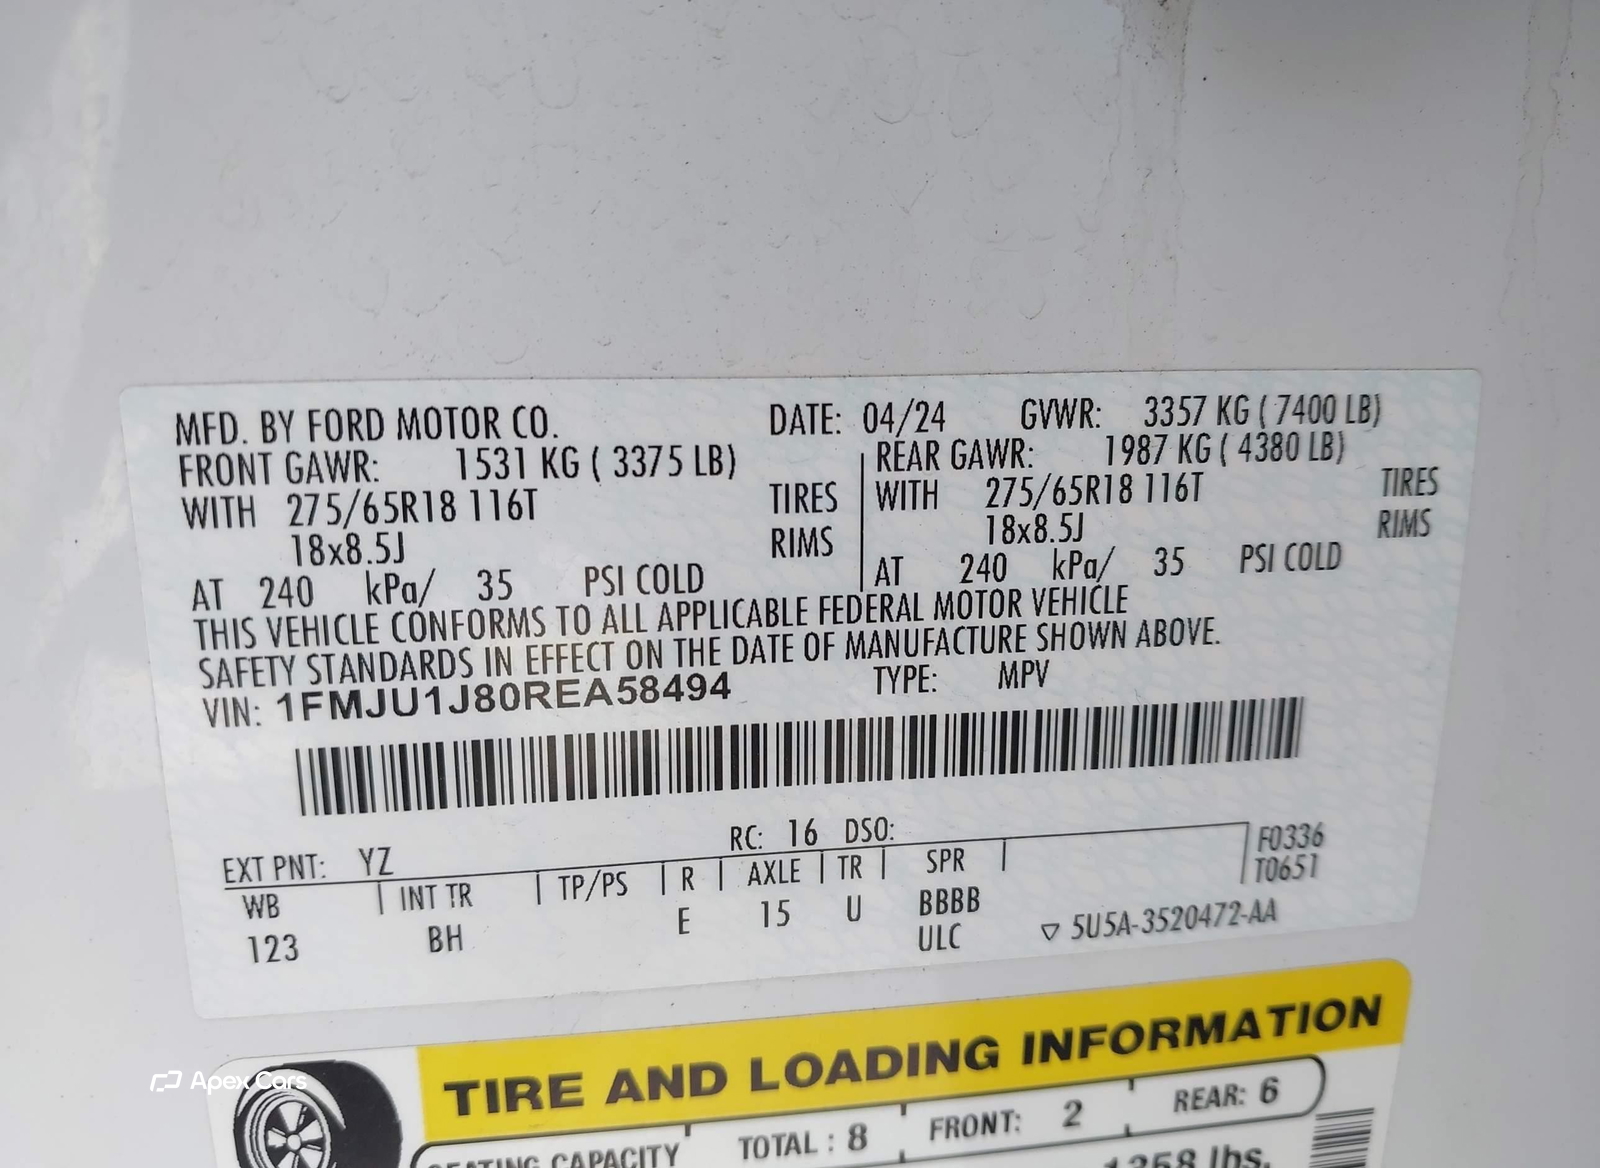 MFD. BY FORD MOTOR CO. DATE: 04/24 GVWR: 3357 KG ( 7400 LB)
FRONT GAWR: 1531 KG ( 3375 LB) REAR GAWR: 1987 KG ( 4380 LB)
WITH 275/65R18 116T TIRES WITH 275/65R18 116T TIRES
18x8.5J RIMS 18x8.5J RIMS
AT 240 kPa/ 35 PSI COLD AT 240 kPa/ 35 PSI COLD
THIS VEHICLE CONFORMS TO ALL APPLICABLE FEDERAL MOTOR VEHICLE
SAFETY STANDARDS IN EFFECT ON THE DATE OF MANUFACTURE SHOWN ABOVE.
VIN: 1FMJU1J80REA58494 TYPE: MPV
EXT PNT: YZ RC: 16 DSO: F0336
WB INT TR TP/PS R AXLE TR SPR T0651
123 BH E 15 U BBBB
ULC ▽ 5U5A-3520472-AA
TIRE AND LOADING INFORMATION
SEATING CAPACITY TOTAL : 8 FRONT: 2 REAR: 6
lbs.
Apex Cars